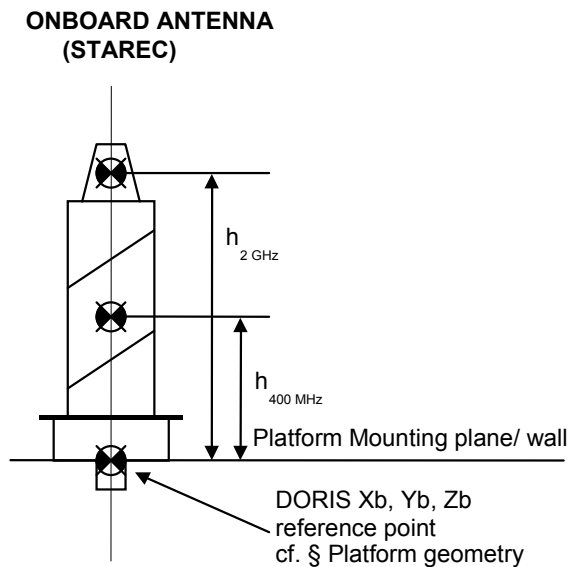 ONBOARD ANTENNA
(STAREC)
h 2 GHz
h 400 MHz
Platform Mounting plane/ wall
DORIS Xb, Yb, Zb
reference point
cf. § Platform geometry